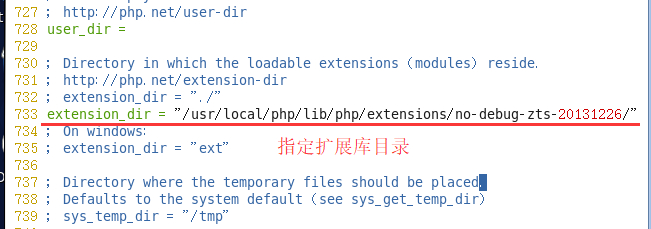 727 ; http://php.net/user-dir
728 user_dir =
729
730 ; Directory in which the loadable extensions (modules) reside.
731 ; http://php.net/extension-dir
732 ; extension_dir = "./"
733 extension_dir = "/usr/local/php/lib/php/extensions/no-debug-zts-20131226/"
734 ; On windows:
735 ; extension_dir = "ext" 指定扩展库目录
736
737 ; Directory where the temporary files should be placed.
738 ; Defaults to the system default (see sys_get_temp_dir)
739 ; sys_temp_dir = "/tmp"